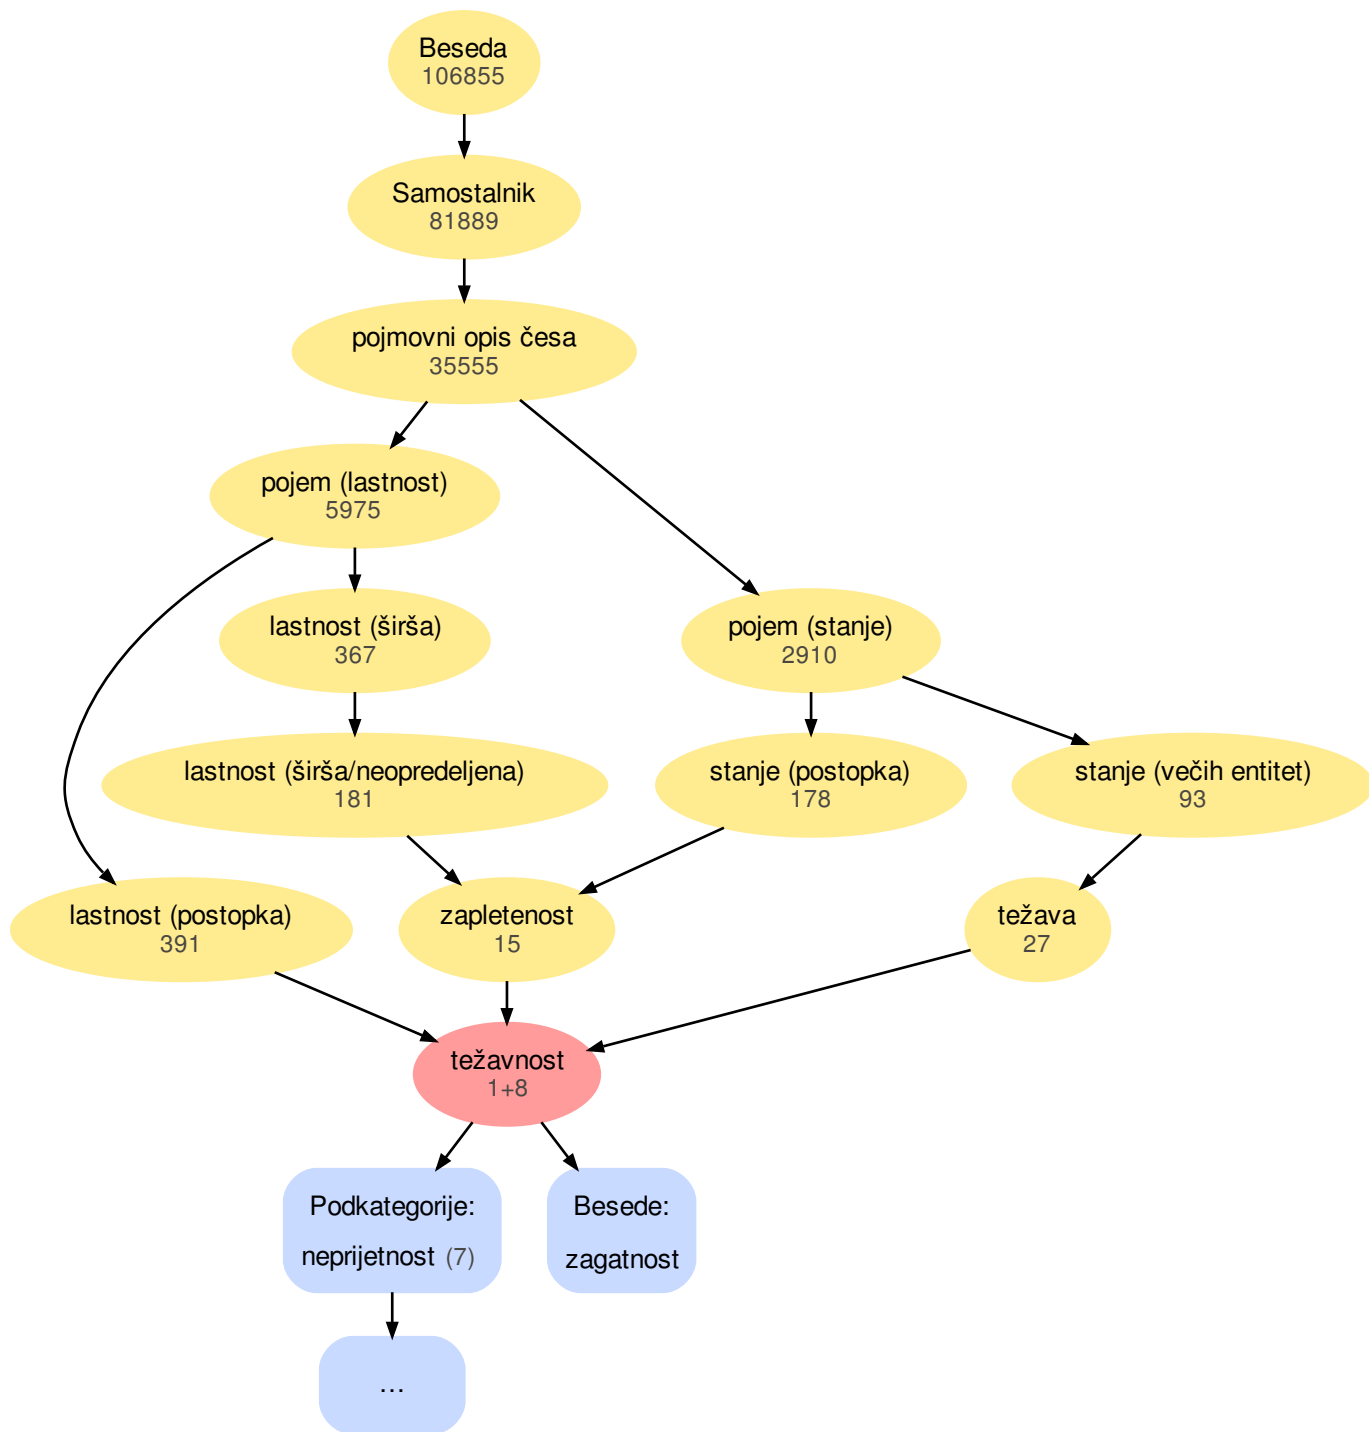 Beseda
106855
Samostalnik
81889
pojmovni opis česa
35555
pojem (lastnost)
5975
lastnost (širša)
367
pojem (stanje)
2910
lastnost (širša/neopredeljena)
181
stanje (postopka)
178
stanje (večih entitet)
93
lastnost (postopka)
391
zapletenost
15
težava
27
težavnost
1+8
Podkategorije:
neprijetnost (7)
Besede:
zagatnost
...